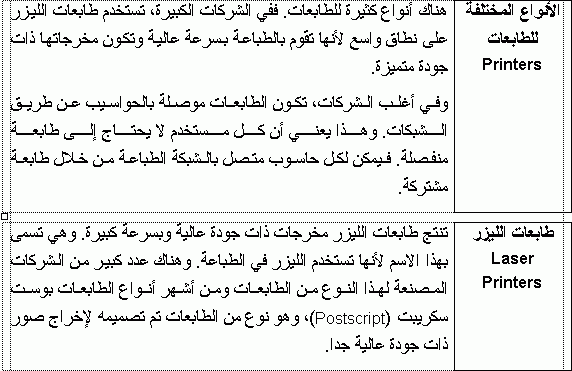 الأنواع المختلفة
للطابعات
Printers
هناك أنواع كثيرة للطابعات. ففي الشركات الكبيرة، تستخدم طابعات الليزر
على نطاق واسع لأنها تقوم بالطباعة بسرعة عالية وتكون مخرجاتها ذات
جودة متميزة.
وفي أغلب الشركات، تكون الطابعات موصلة بالحواسيب عن طريق
الشبكات. وهذا يعني أن كل مستخدم لا يحتاج إلى طابعة
منفصلة. فيمكن لكل حاسوب متصل بالشبكة الطباعة من خلال طابعة
مشتركة.
طابعات الليزر
Laser
Printers
تنتج طابعات الليزر مخرجات ذات جودة عالية وبسرعة كبيرة. وهي تسمى
بهذا الاسم لأنها تستخدم الليزر في الطباعة. وهناك عدد كبير من الشركات
المصنعة لهذا النوع من الطابعات ومن أشهر أنواع الطابعات بوست
سكريبت (Postscript)، وهو نوع من الطابعات تم تصميمه لإخراج صور
ذات جودة عالية جدا.